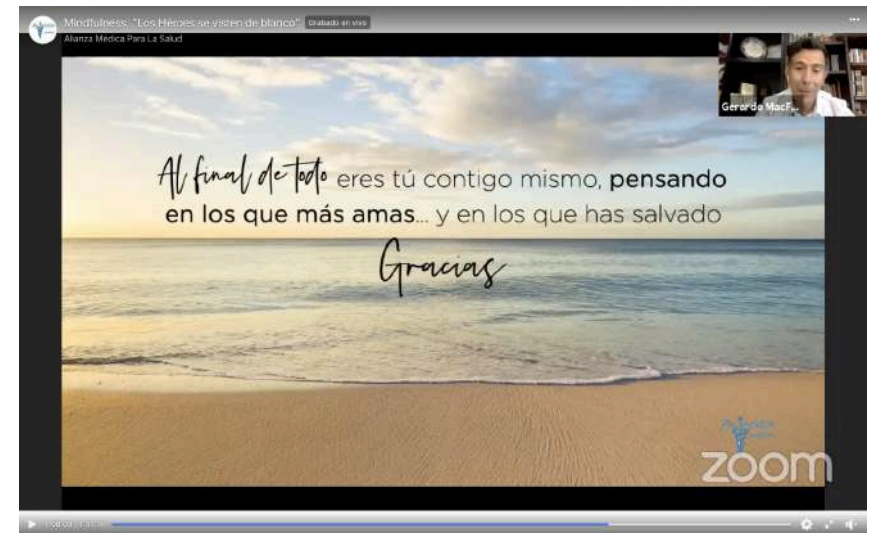 Mindfulness: "Los Héroes se visten de blanco" Grabado en vivo
Alianza Médica Para La Salud
Gerardo MacF...
Al final de todo eres tú contigo mismo, pensando
en los que más amas... y en los que has salvado
Gracias
zoom